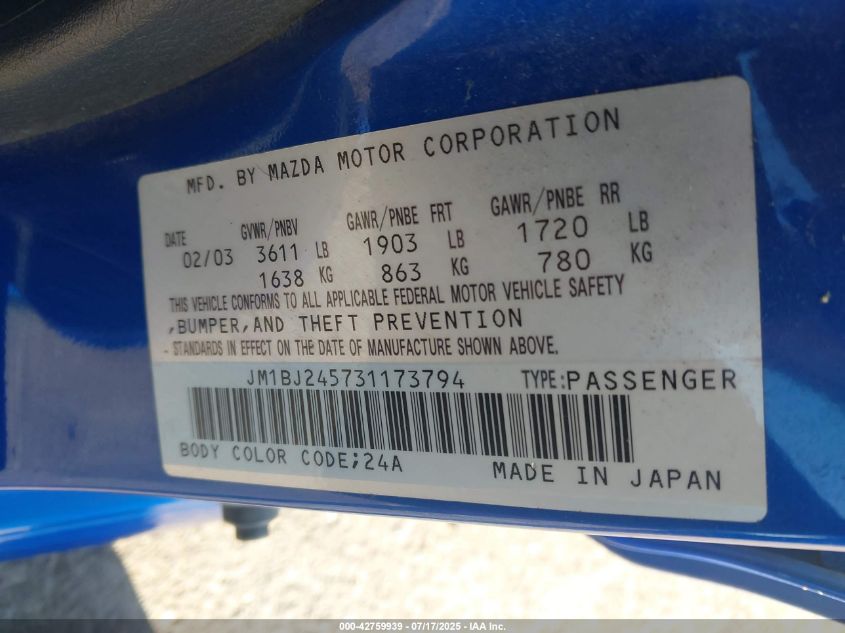 MFD. BY MAZDA MOTOR CORPORATION
DATE GVWR/PNBV GAWR/PNBE FRT GAWR/PNBE RR
02/03 3611 LB 1903 LB 1720 LB
1638 KG 863 KG 780 KG
THIS VEHICLE CONFORMS TO ALL APPLICABLE FEDERAL MOTOR VEHICLE SAFETY
,BUMPER,AND THEFT PREVENTION
STANDARDS IN EFFECT ON THE DATE OF MANUFACTURE SHOWN ABOVE.
JM1BJ245731173794 TYPE:PASSENGER
BODY COLOR CODE;24A
MADE IN JAPAN
000-42759939 - 07/17/2025 - IAA Inc.